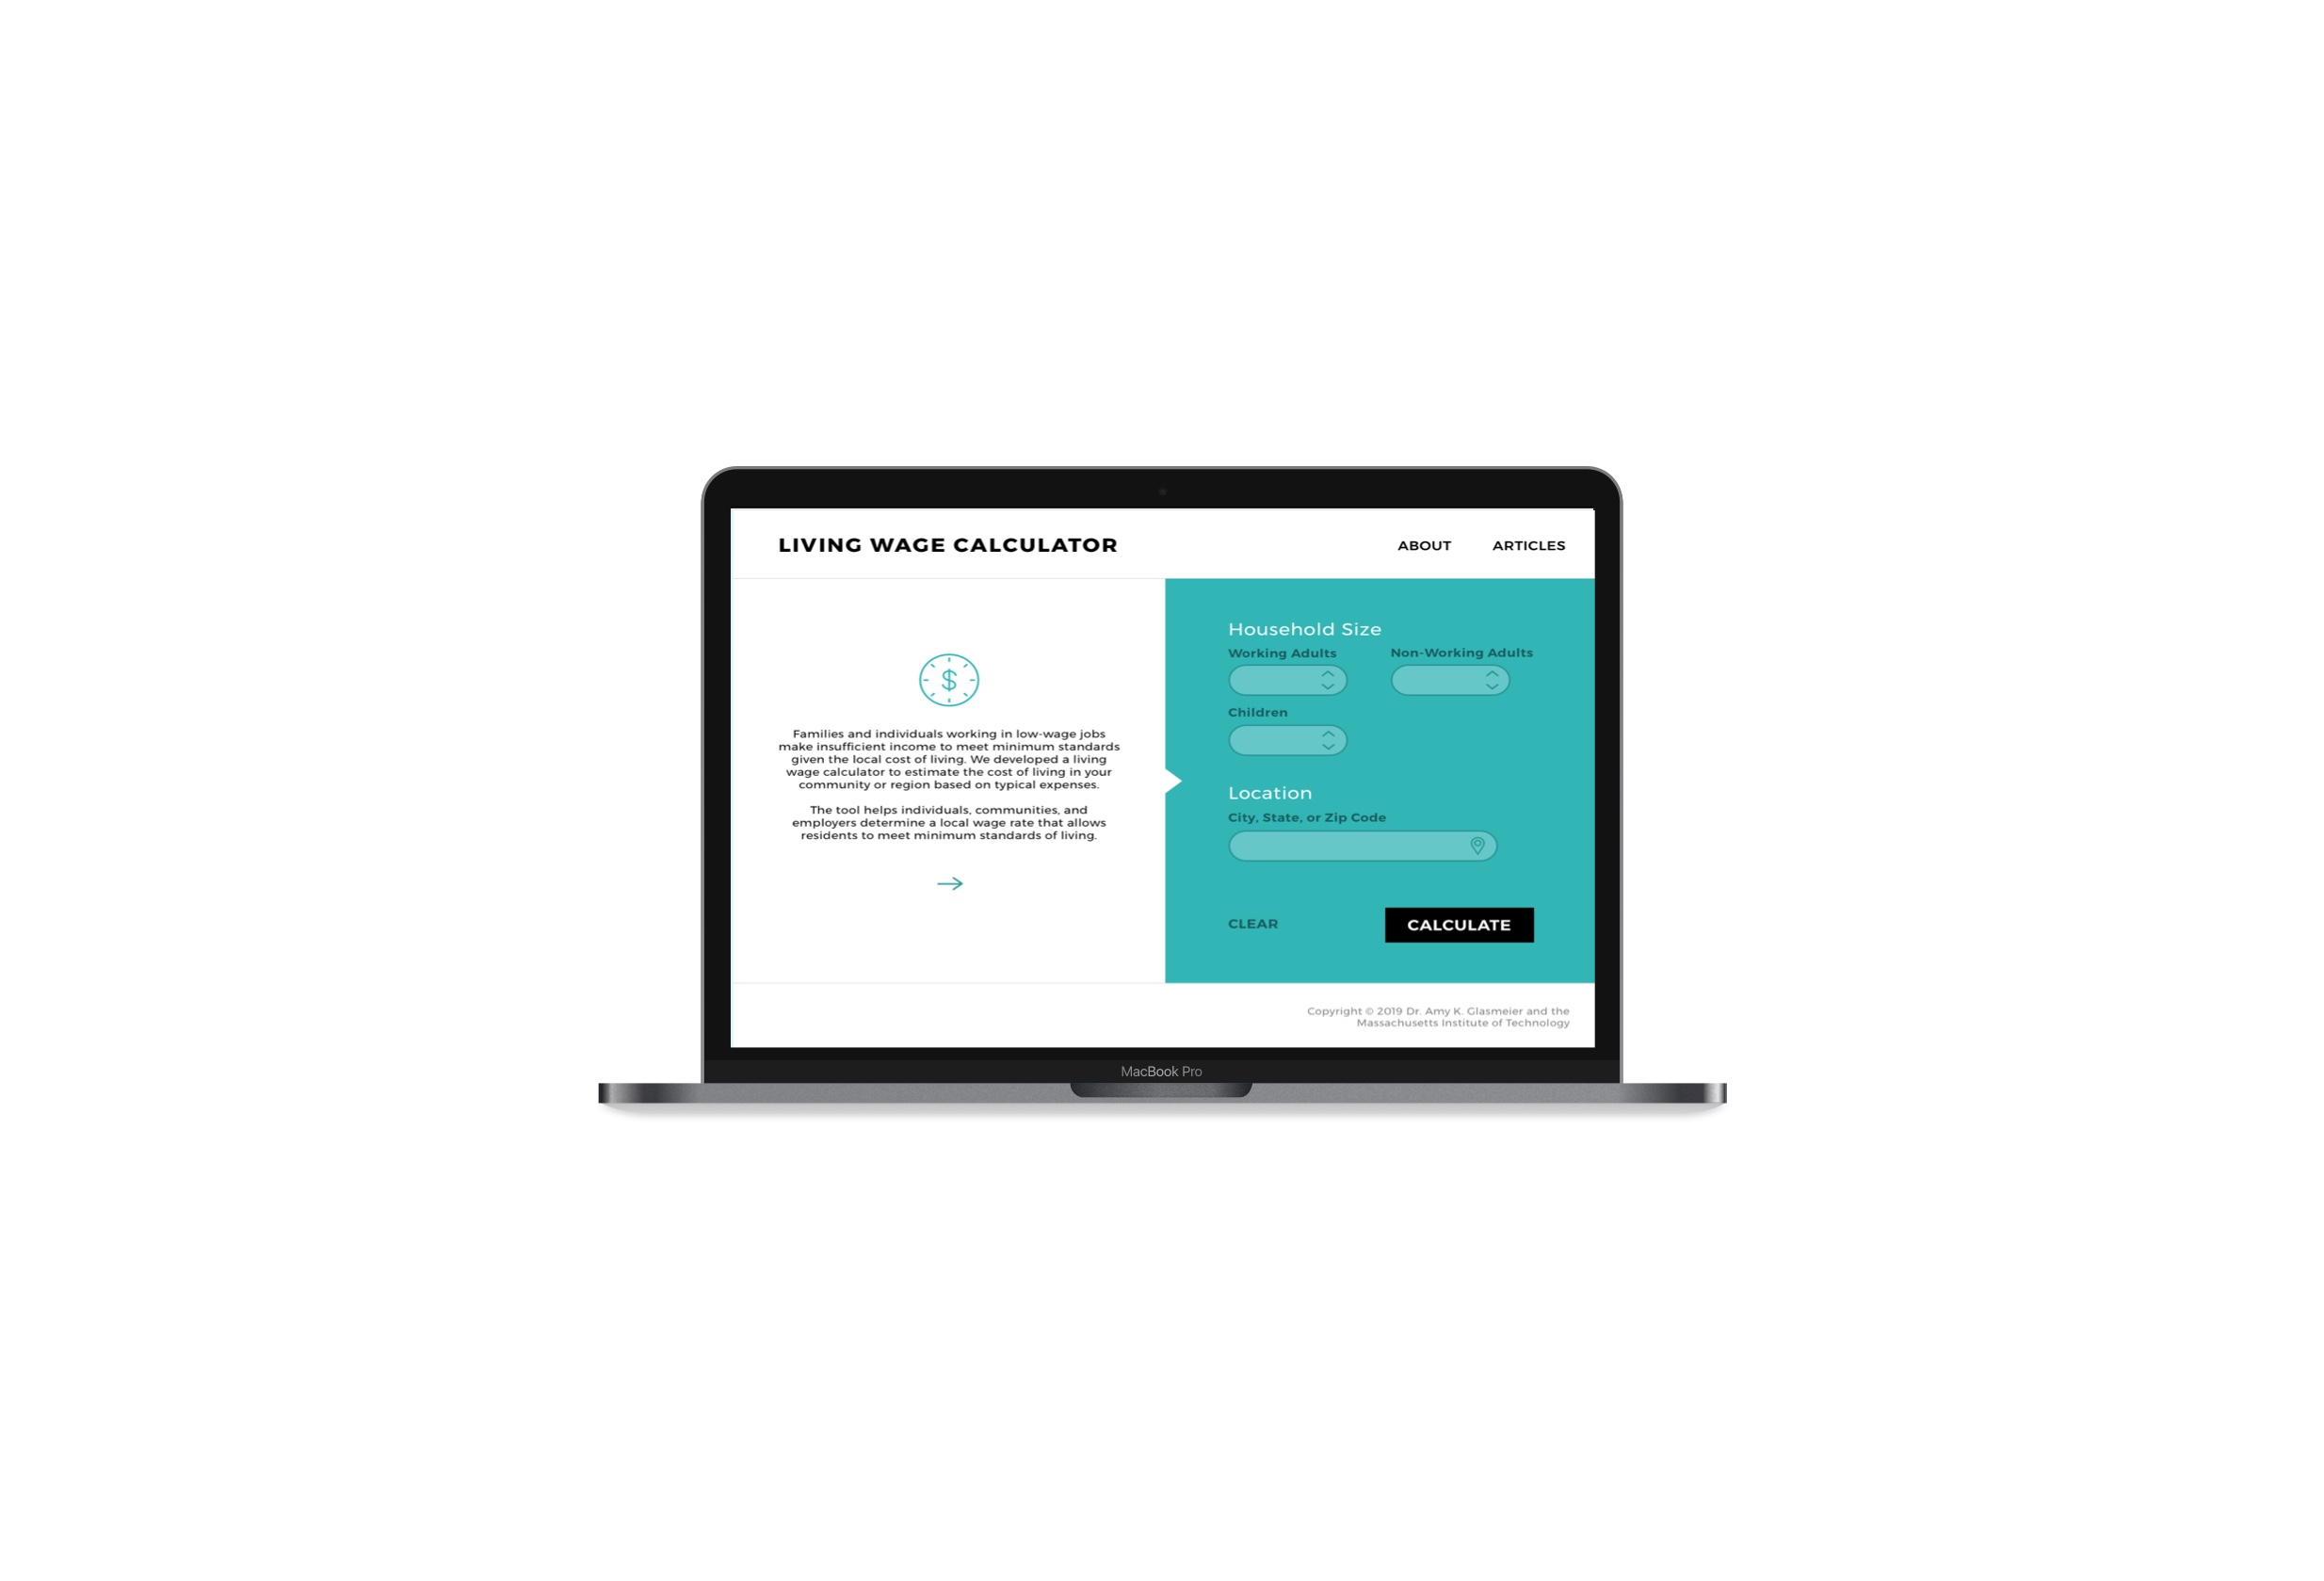 LIVING WAGE CALCULATOR
ABOUT
ARTICLES
$
Families and individuals working in low-wage jobs
make insufficient income to meet minimum standards
given the local cost of living. We developed a living
wage calculator to estimate the cost of living in your
community or region based on typical expenses.
The tool helps individuals, communities, and
employers determine a local wage rate that allows
residents to meet minimum standards of living.
Household Size
Working Adults
Non-Working Adults
Children
Location
City, State, or Zip Code
CLEAR
CALCULATE
Copyright © 2019 Dr. Amy K. Glasmeier and the
Massachusetts Institute of Technology
MacBook Pro